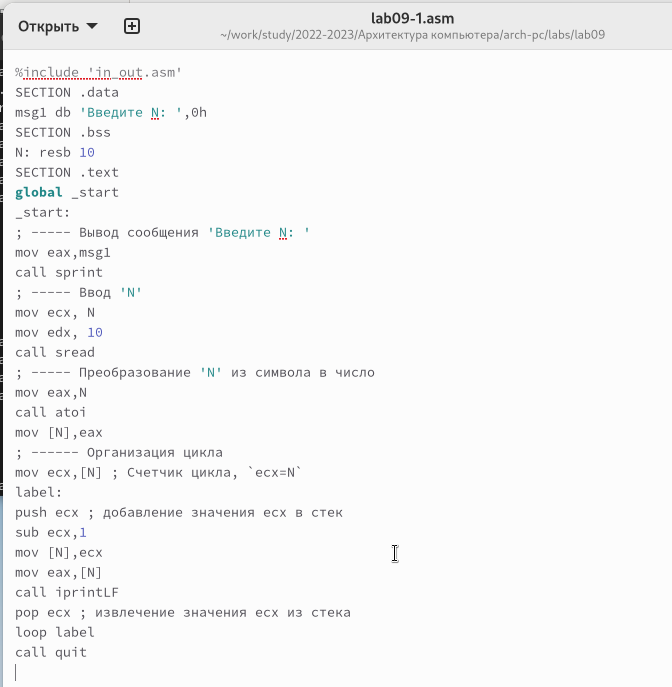 Открыть
lab09-1.asm
~/work/study/2022-2023/Архитектура компьютера/arch-pc/labs/lab09
%include 'in_out.asm'
SECTION .data
msg1 db 'Введите N: ',0h
SECTION .bss
N: resb 10
SECTION .text
global _start
_start:
; ----- Вывод сообщения 'Введите N: '
mov eax,msg1
call sprint
; ----- Ввод 'N'
mov ecx, N
mov edx, 10
call sread
; ----- Преобразование 'N' из символа в число
mov eax,N
call atoi
mov [N],eax
; ------ Организация цикла
mov ecx,[N] ; Счетчик цикла, `ecx=N`
label:
push ecx ; добавление значения ecx в стек
sub ecx,1
mov [N],ecx
mov eax,[N]
call iprintLF
pop ecx ; извлечение значения ecx из стека
loop label
call quit